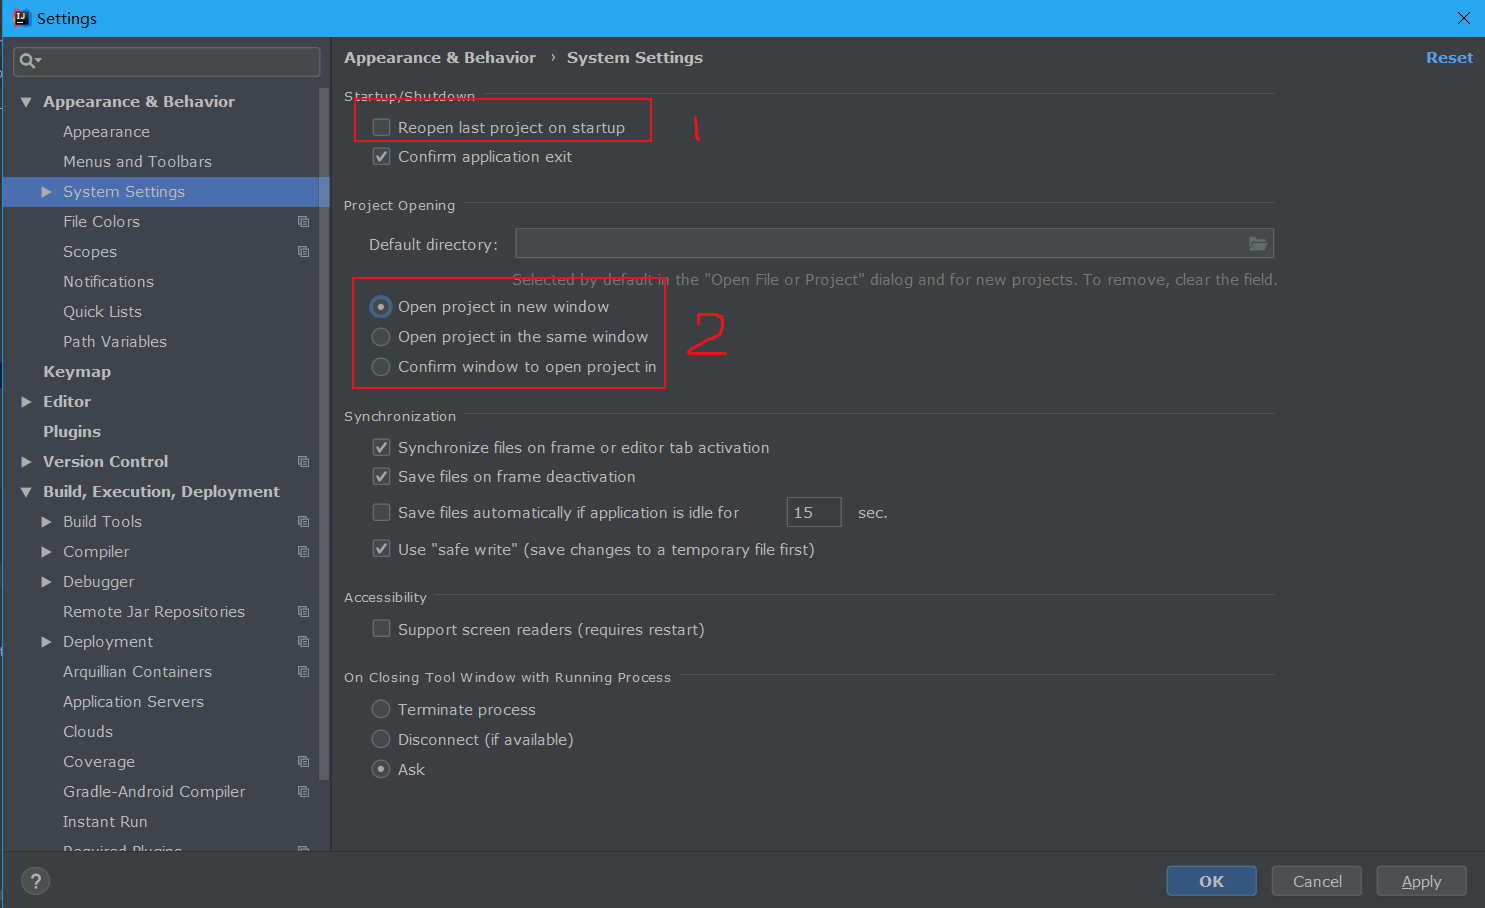 Settings
Appearance & Behavior › System Settings
Reset
Appearance & Behavior
Appearance
Menus and Toolbars
System Settings
File Colors
Scopes
Notifications
Quick Lists
Path Variables
Keymap
Editor
Plugins
Version Control
Build, Execution, Deployment
Build Tools
Compiler
Debugger
Remote Jar Repositories
Deployment
Arquillian Containers
Application Servers
Clouds
Coverage
Gradle-Android Compiler
Instant Run
Required Plugins
Startup/Shutdown
Reopen last project on startup
1
Confirm application exit
Project Opening
Default directory:
Selected by default in the "Open File or Project" dialog and for new projects. To remove, clear the field.
Open project in new window
Open project in the same window
2
Confirm window to open project in
Synchronization
Synchronize files on frame or editor tab activation
Save files on frame deactivation
Save files automatically if application is idle for 15 sec.
Use "safe write" (save changes to a temporary file first)
Accessibility
Support screen readers (requires restart)
On Closing Tool Window with Running Process
Terminate process
Disconnect (if available)
Ask
?
OK
Cancel
Apply